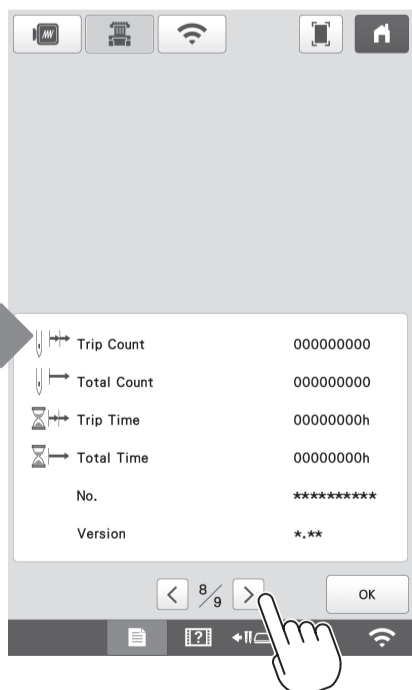 Trip Count 000000000
Total Count 000000000
Trip Time 00000000h
Total Time 00000000h
No. **********
Version *.**
8/9 OK